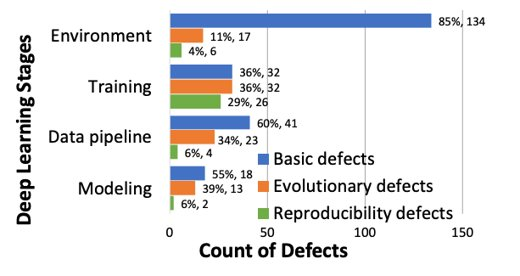 Deep Learning Stages
Environment
85%, 134
11%, 17
4%, 6
Training
36%, 32
36%, 32
29%, 26
Data pipeline
60%, 41
34%, 23
6%, 4
Modeling
55%, 18
39%, 13
6%, 2
Basic defects
Evolutionary defects
Reproducibility defects
0 50 100 150
Count of Defects